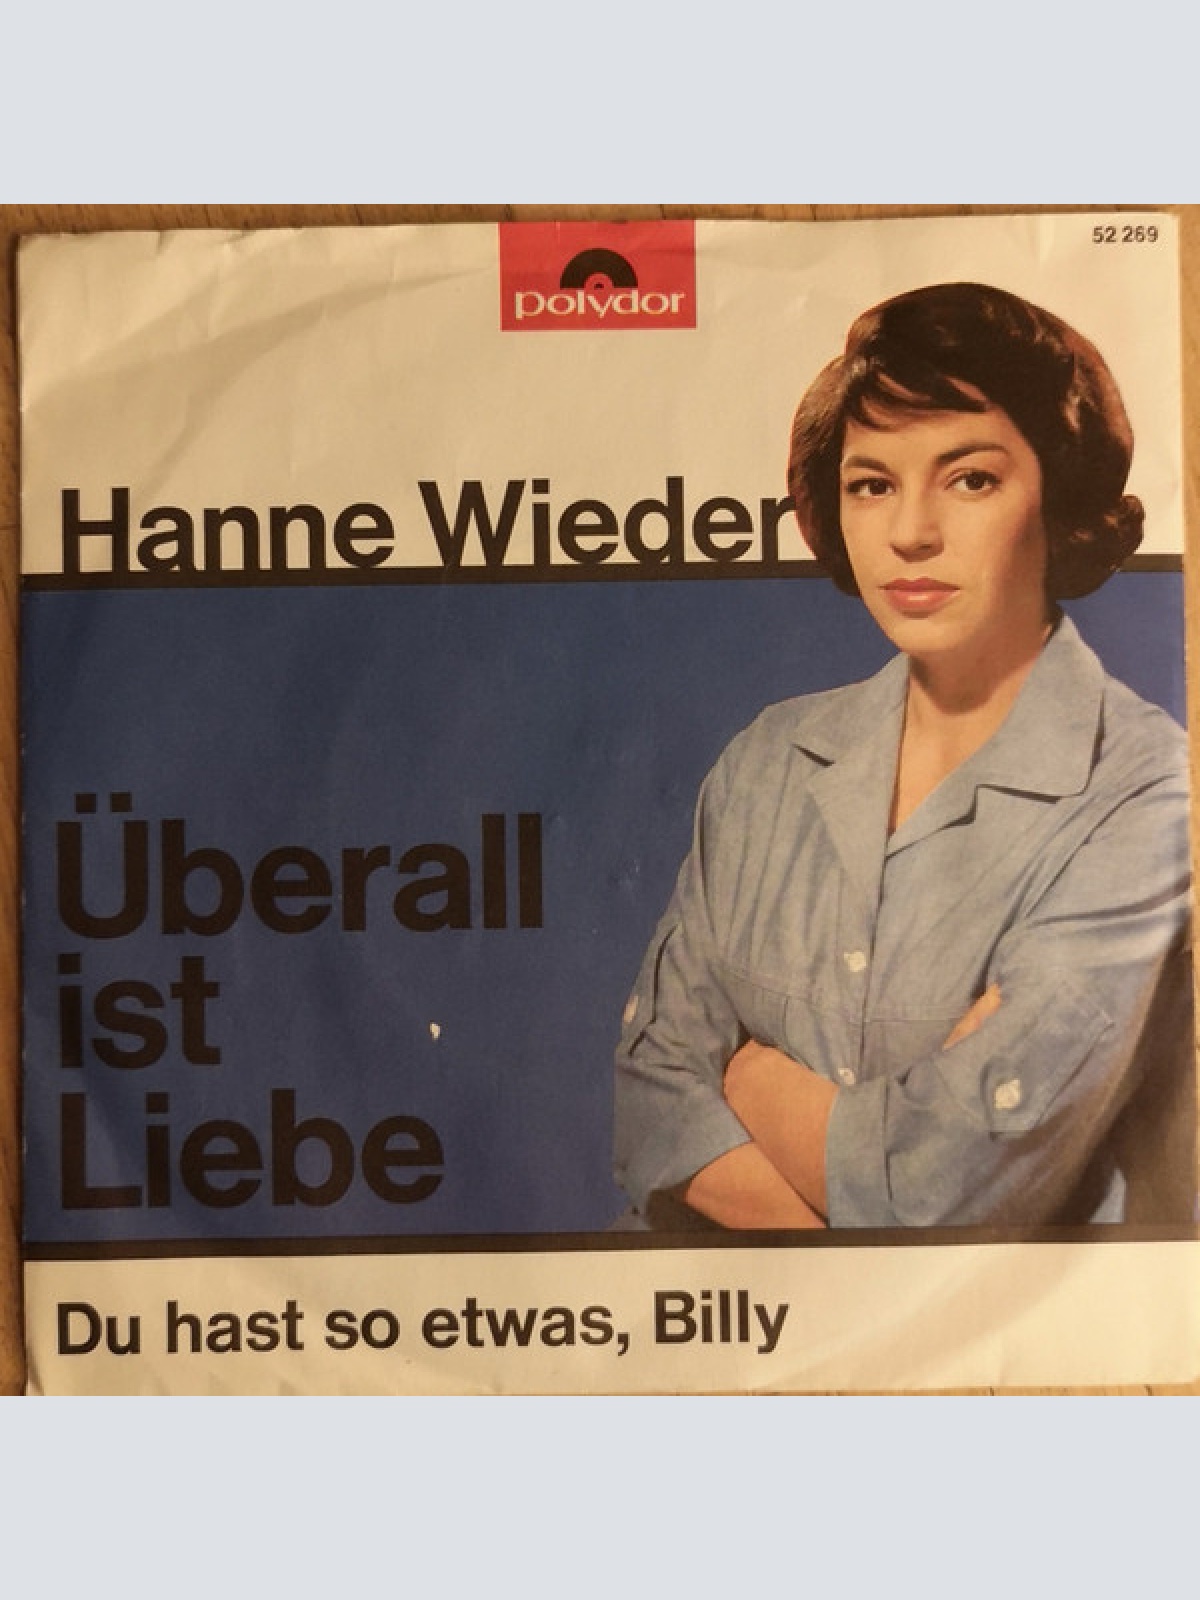 polydor
52 269
Hanne Wieder
Überall
ist
Liebe
Du hast so etwas, Billy